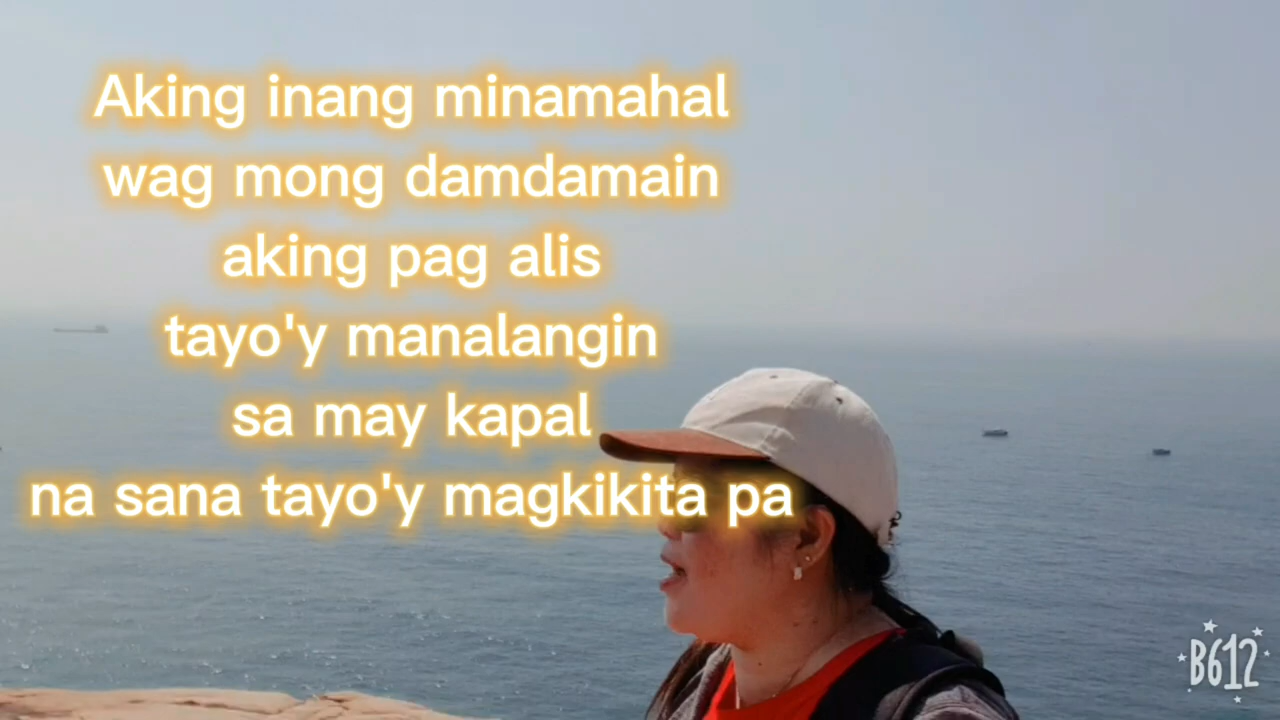 Aking inang minamahal
wag mong damdamain
aking pag alis
tayo'y manalangin
sa may kapal
na sana tayo'y magkikita pa
B612